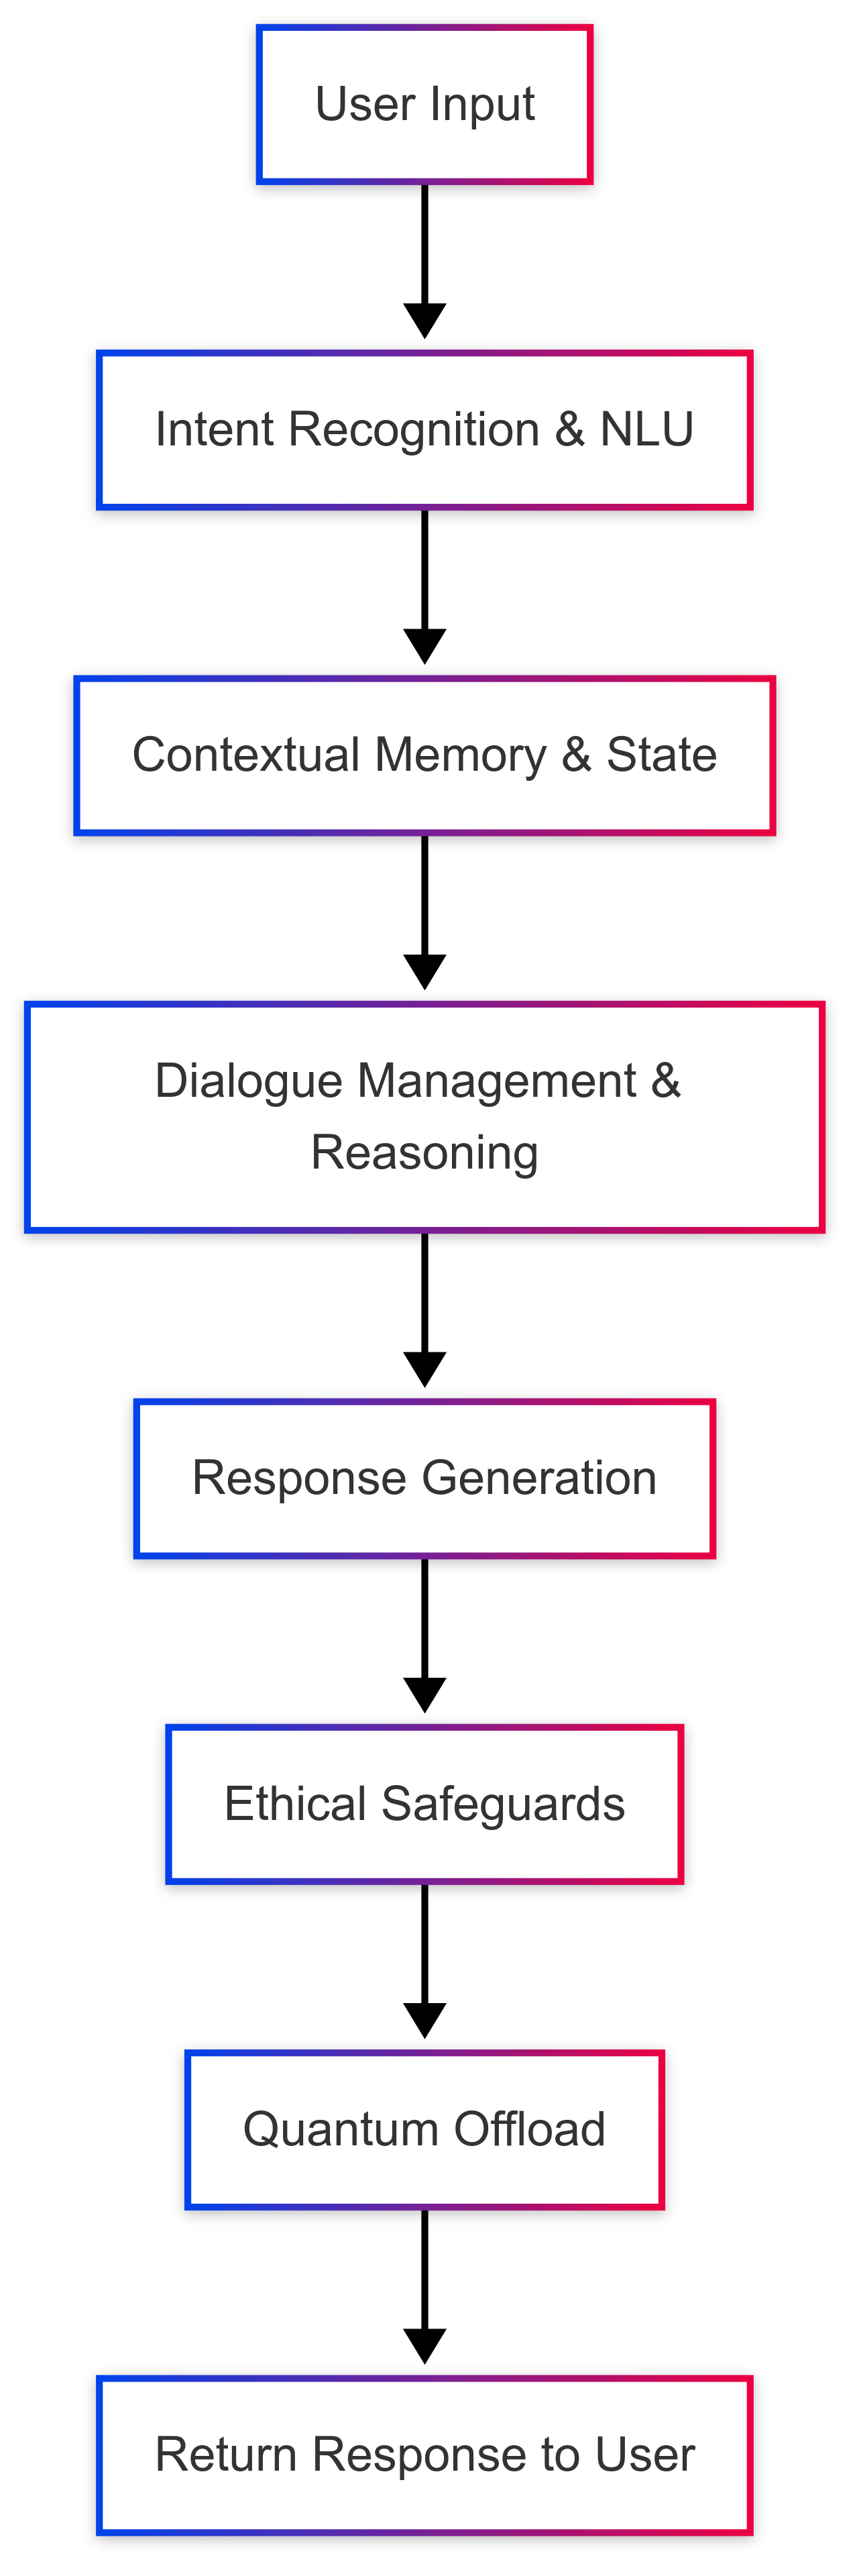 User Input
Intent Recognition & NLU
Contextual Memory & State
Dialogue Management &
Reasoning
Response Generation
Ethical Safeguards
Quantum Offload
Return Response to User